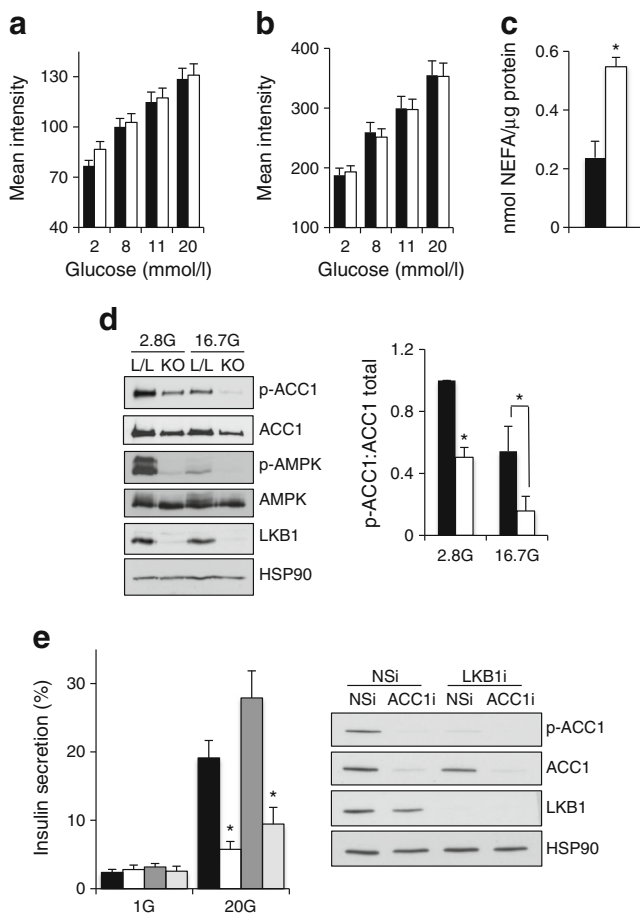 a
b
c
Mean intensity
130
100
70
40
2 8 11 20
Glucose (mmol/l)
Mean intensity
400
300
200
100
2 8 11 20
Glucose (mmol/l)
nmol NEFA/µg protein
0.6
0.4
0.2
0
*
d
2.8G 16.7G
L/L KO L/L KO
p-ACC1
ACC1
p-AMPK
AMPK
LKB1
HSP90
p-ACC1:ACC1 total
1.2
0.8
0.4
0
*
*
2.8G 16.7G
e
Insulin secretion (%)
30
20
10
0
*
*
1G 20G
NSi LKB1i
NSi ACC1i NSi ACC1i
p-ACC1
ACC1
LKB1
HSP90